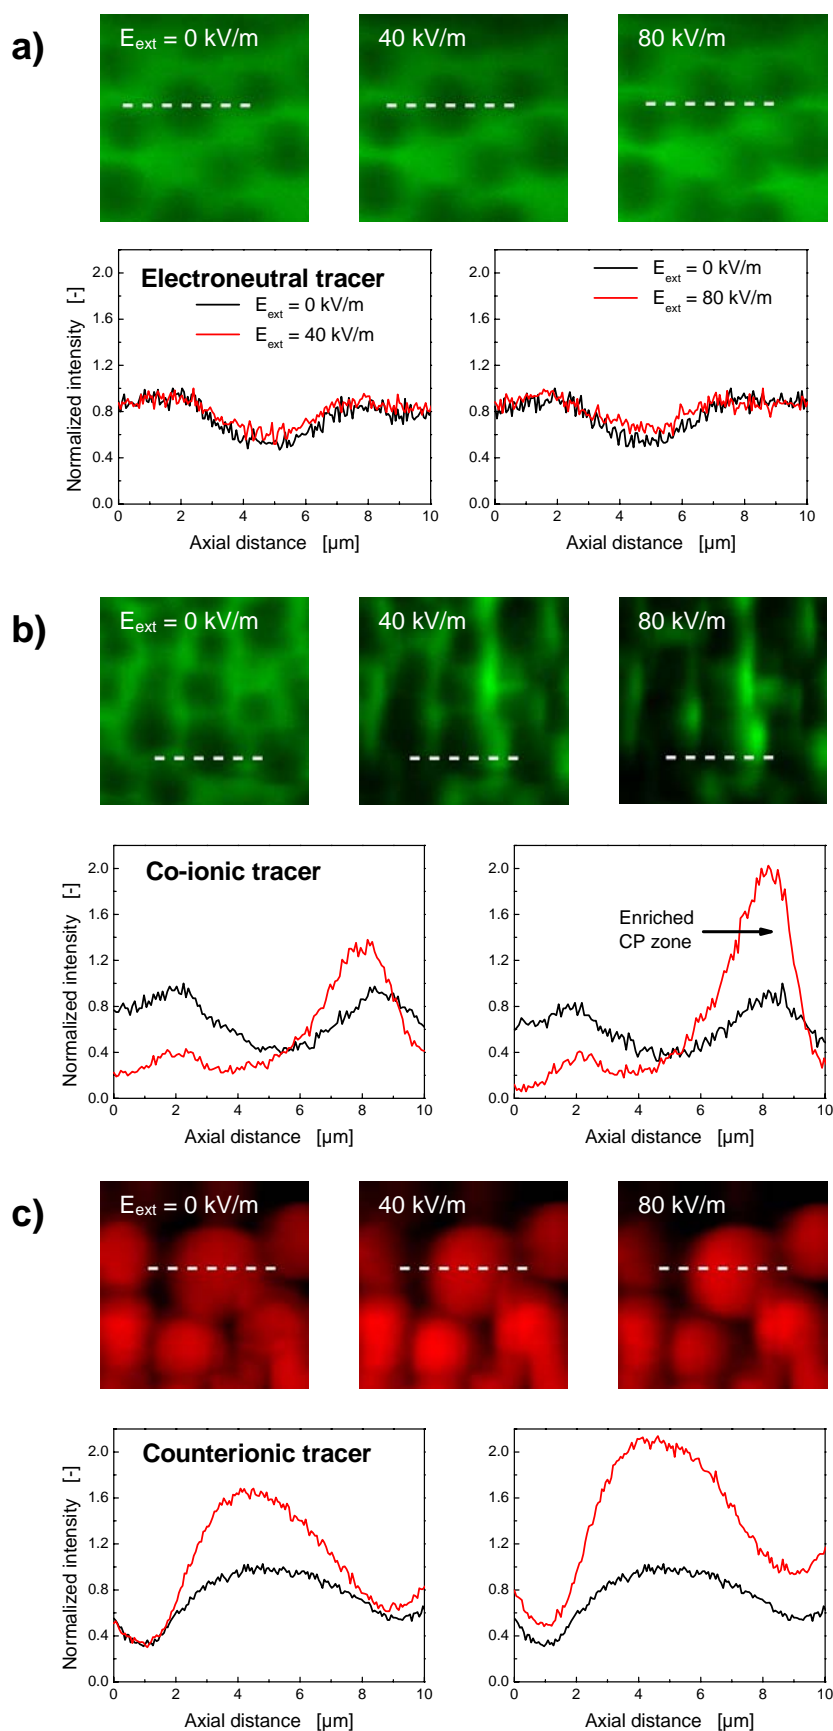 a)
E_ext = 0 kV/m
40 kV/m
80 kV/m
2.0
1.6
1.2
0.8
0.4
0.0
Normalized intensity [-]
Electroneutral tracer
E_ext = 0 kV/m
E_ext = 40 kV/m
0 2 4 6 8 10
Axial distance [µm]
2.0
1.6
1.2
0.8
0.4
0.0
E_ext = 0 kV/m
E_ext = 80 kV/m
0 2 4 6 8 10
Axial distance [µm]
b)
E_ext = 0 kV/m
40 kV/m
80 kV/m
2.0
1.6
1.2
0.8
0.4
0.0
Normalized intensity [-]
Co-ionic tracer
0 2 4 6 8 10
Axial distance [µm]
2.0
1.6
1.2
0.8
0.4
0.0
Enriched
CP zone
0 2 4 6 8 10
Axial distance [µm]
c)
E_ext = 0 kV/m
40 kV/m
80 kV/m
2.0
1.6
1.2
0.8
0.4
0.0
Normalized intensity [-]
Counterionic tracer
0 2 4 6 8 10
Axial distance [µm]
2.0
1.6
1.2
0.8
0.4
0.0
0 2 4 6 8 10
Axial distance [µm]